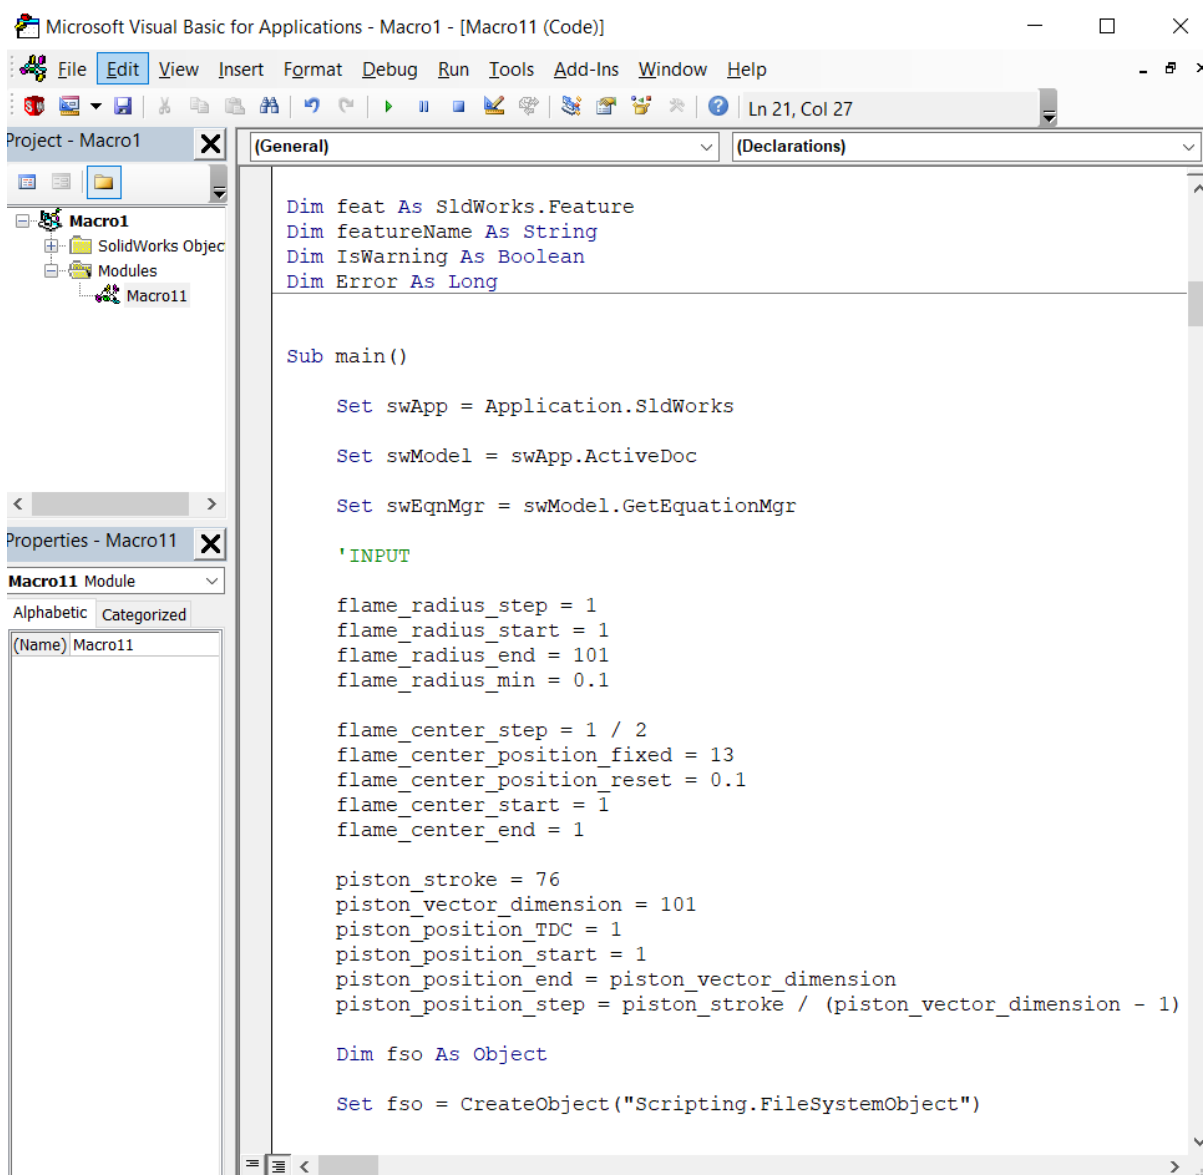 Microsoft Visual Basic for Applications - Macro1 - [Macro11 (Code)]
File Edit View Insert Format Debug Run Tools Add-Ins Window Help
Ln 21, Col 27
Project - Macro1
Macro1
SolidWorks Objec
Modules
Macro11
Properties - Macro11
Macro11 Module
Alphabetic Categorized
(Name) Macro11
(General) (Declarations)
Dim feat As SldWorks.Feature
Dim featureName As String
Dim IsWarning As Boolean
Dim Error As Long
Sub main()
Set swApp = Application.SldWorks
Set swModel = swApp.ActiveDoc
Set swEqnMgr = swModel.GetEquationMgr
'INPUT
flame_radius_step = 1
flame_radius_start = 1
flame_radius_end = 101
flame_radius_min = 0.1
flame_center_step = 1 / 2
flame_center_position_fixed = 13
flame_center_position_reset = 0.1
flame_center_start = 1
flame_center_end = 1
piston_stroke = 76
piston_vector_dimension = 101
piston_position_TDC = 1
piston_position_start = 1
piston_position_end = piston_vector_dimension
piston_position_step = piston_stroke / (piston_vector_dimension - 1)
Dim fso As Object
Set fso = CreateObject("Scripting.FileSystemObject")